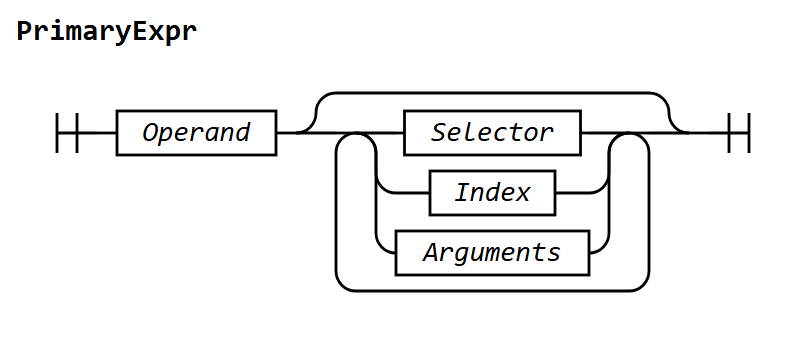 PrimaryExpr
Operand
Selector
Index
Arguments